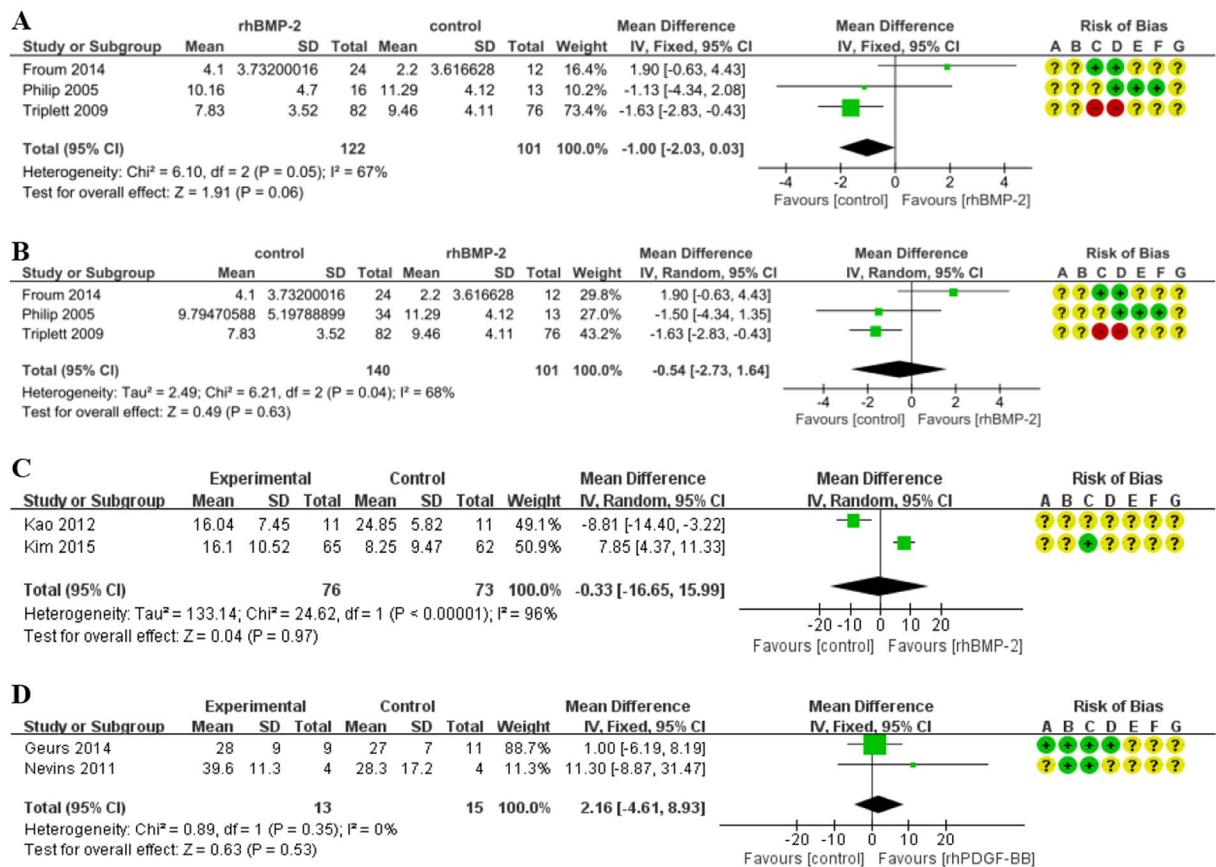 A
rhBMP-2 control Mean Difference Mean Difference Risk of Bias
Study or Subgroup Mean SD Total Mean SD Total Weight IV, Fixed, 95% CI IV, Fixed, 95% CI A B C D E F G
Froum 2014 4.1 3.73200016 24 2.2 3.616628 12 16.4% 1.90 [-0.63, 4.43] ? ? + + ? ? ?
Philip 2005 10.16 4.7 16 11.29 4.12 13 10.2% -1.13 [-4.34, 2.08] ? ? ? + + + ?
Triplett 2009 7.83 3.52 82 9.46 4.11 76 73.4% -1.63 [-2.83, -0.43] ? ? − − ? ? ?
Total (95% CI) 122 101 100.0% -1.00 [-2.03, 0.03]
Heterogeneity: Chi² = 6.10, df = 2 (P = 0.05); I² = 67%
Test for overall effect: Z = 1.91 (P = 0.06)
-4 -2 0 2 4
Favours [control] Favours [rhBMP-2]
B
control rhBMP-2 Mean Difference Mean Difference Risk of Bias
Study or Subgroup Mean SD Total Mean SD Total Weight IV, Random, 95% CI IV, Random, 95% CI A B C D E F G
Froum 2014 4.1 3.73200016 24 2.2 3.616628 12 29.8% 1.90 [-0.63, 4.43] ? ? + + ? ? ?
Philip 2005 9.79470588 5.19788899 34 11.29 4.12 13 27.0% -1.50 [-4.34, 1.35] ? ? ? + + + ?
Triplett 2009 7.83 3.52 82 9.46 4.11 76 43.2% -1.63 [-2.83, -0.43] ? ? − − ? ? ?
Total (95% CI) 140 101 100.0% -0.54 [-2.73, 1.64]
Heterogeneity: Tau² = 2.49; Chi² = 6.21, df = 2 (P = 0.04); I² = 68%
Test for overall effect: Z = 0.49 (P = 0.63)
-4 -2 0 2 4
Favours [control] Favours [rhBMP-2]
C
Experimental Control Mean Difference Mean Difference Risk of Bias
Study or Subgroup Mean SD Total Mean SD Total Weight IV, Random, 95% CI IV, Random, 95% CI A B C D E F G
Kao 2012 16.04 7.45 11 24.85 5.82 11 49.1% -8.81 [-14.40, -3.22] ? ? ? ? ? ? ?
Kim 2015 16.1 10.52 65 8.25 9.47 62 50.9% 7.85 [4.37, 11.33] ? ? + ? ? ? ?
Total (95% CI) 76 73 100.0% -0.33 [-16.65, 15.99]
Heterogeneity: Tau² = 133.14; Chi² = 24.62, df = 1 (P < 0.00001); I² = 96%
Test for overall effect: Z = 0.04 (P = 0.97)
-20 -10 0 10 20
Favours [control] Favours [rhBMP-2]
D
Experimental Control Mean Difference Mean Difference Risk of Bias
Study or Subgroup Mean SD Total Mean SD Total Weight IV, Fixed, 95% CI IV, Fixed, 95% CI A B C D E F G
Geurs 2014 28 9 9 27 7 11 88.7% 1.00 [-6.19, 8.19] + + + + ? ? ?
Nevins 2011 39.6 11.3 4 28.3 17.2 4 11.3% 11.30 [-8.87, 31.47] ? + + ? ? ? ?
Total (95% CI) 13 15 100.0% 2.16 [-4.61, 8.93]
Heterogeneity: Chi² = 0.89, df = 1 (P = 0.35); I² = 0%
Test for overall effect: Z = 0.63 (P = 0.53)
-20 -10 0 10 20
Favours [control] Favours [rhPDGF-BB]